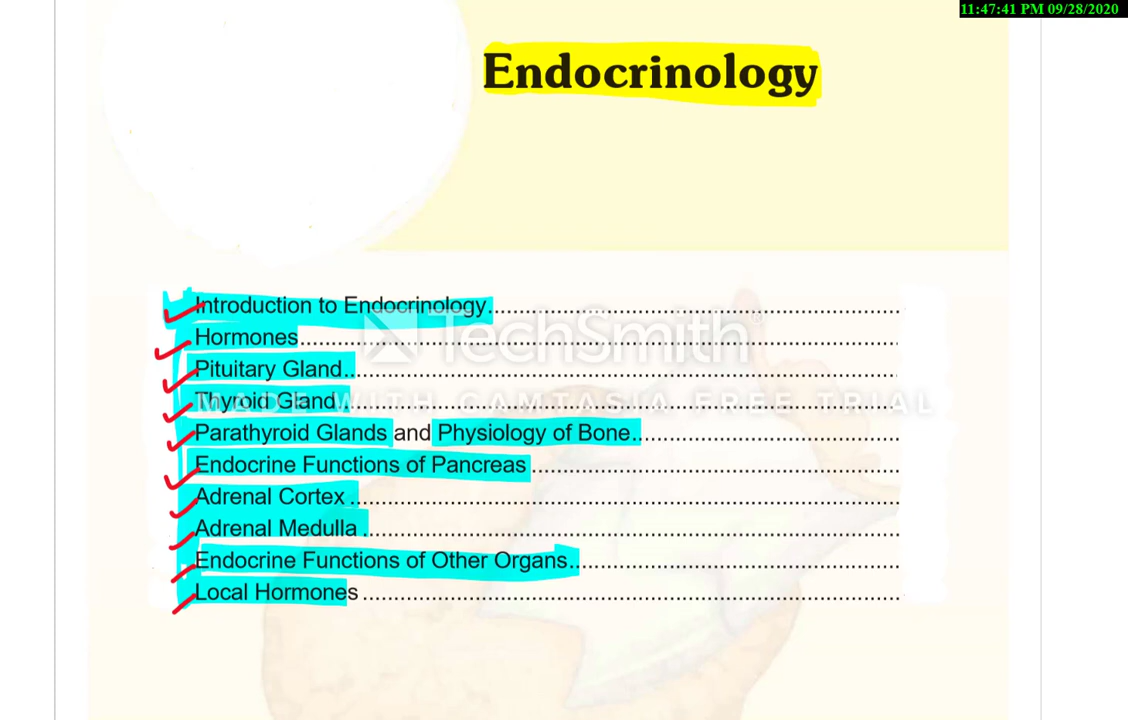 11:47:41 PM 09/28/2020
Endocrinology
Introduction to Endocrinology
Hormones
TechSmith
Pituitary Gland
Thyroid Gland
MADE WITH CAMTASIA FREE TRIAL
Parathyroid Glands and Physiology of Bone
Endocrine Functions of Pancreas
Adrenal Cortex
Adrenal Medulla
Endocrine Functions of Other Organs
Local Hormones